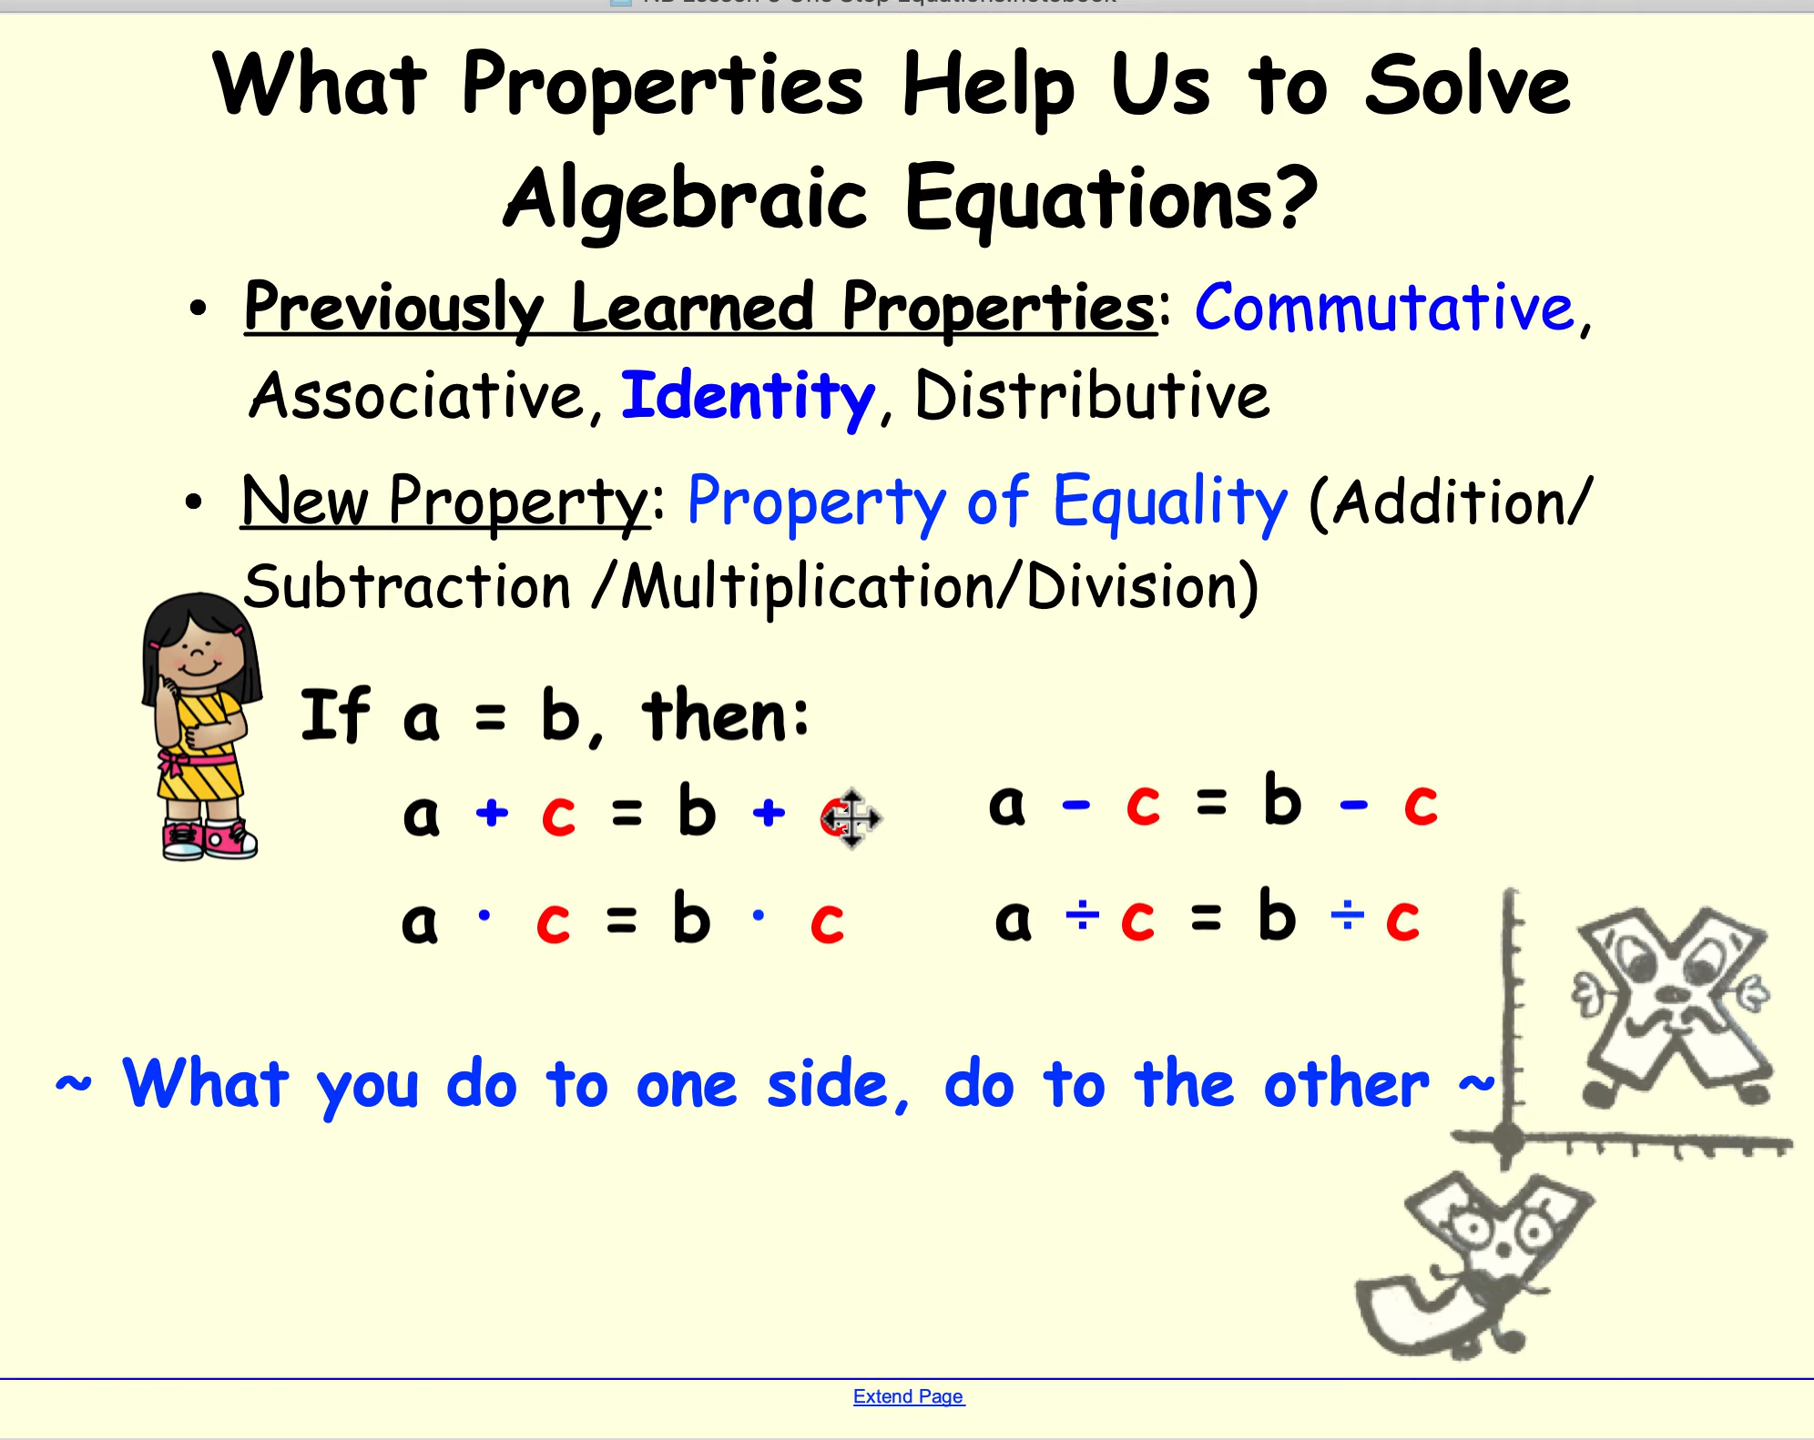 What Properties Help Us to Solve
Algebraic Equations?
• Previously Learned Properties: Commutative,
Associative, Identity, Distributive
• New Property: Property of Equality (Addition/
Subtraction /Multiplication/Division)
If a = b, then:
a + c = b + c
a - c = b - c
a · c = b · c
a ÷ c = b ÷ c
~ What you do to one side, do to the other ~
Extend Page